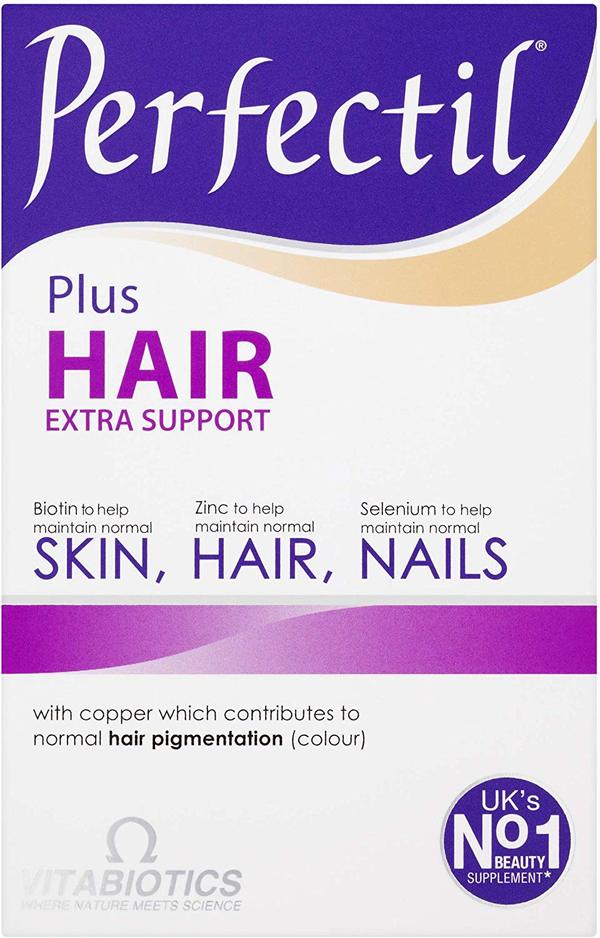 Perfectil®
Plus
HAIR
EXTRA SUPPORT
Biotin to help
maintain normal
SKIN,
Zinc to help
maintain normal
HAIR,
Selenium to help
maintain normal
NAILS
with copper which contributes to
normal hair pigmentation (colour)
UK's
No1
BEAUTY
SUPPLEMENT*
VITABIOTICS
WHERE NATURE MEETS SCIENCE